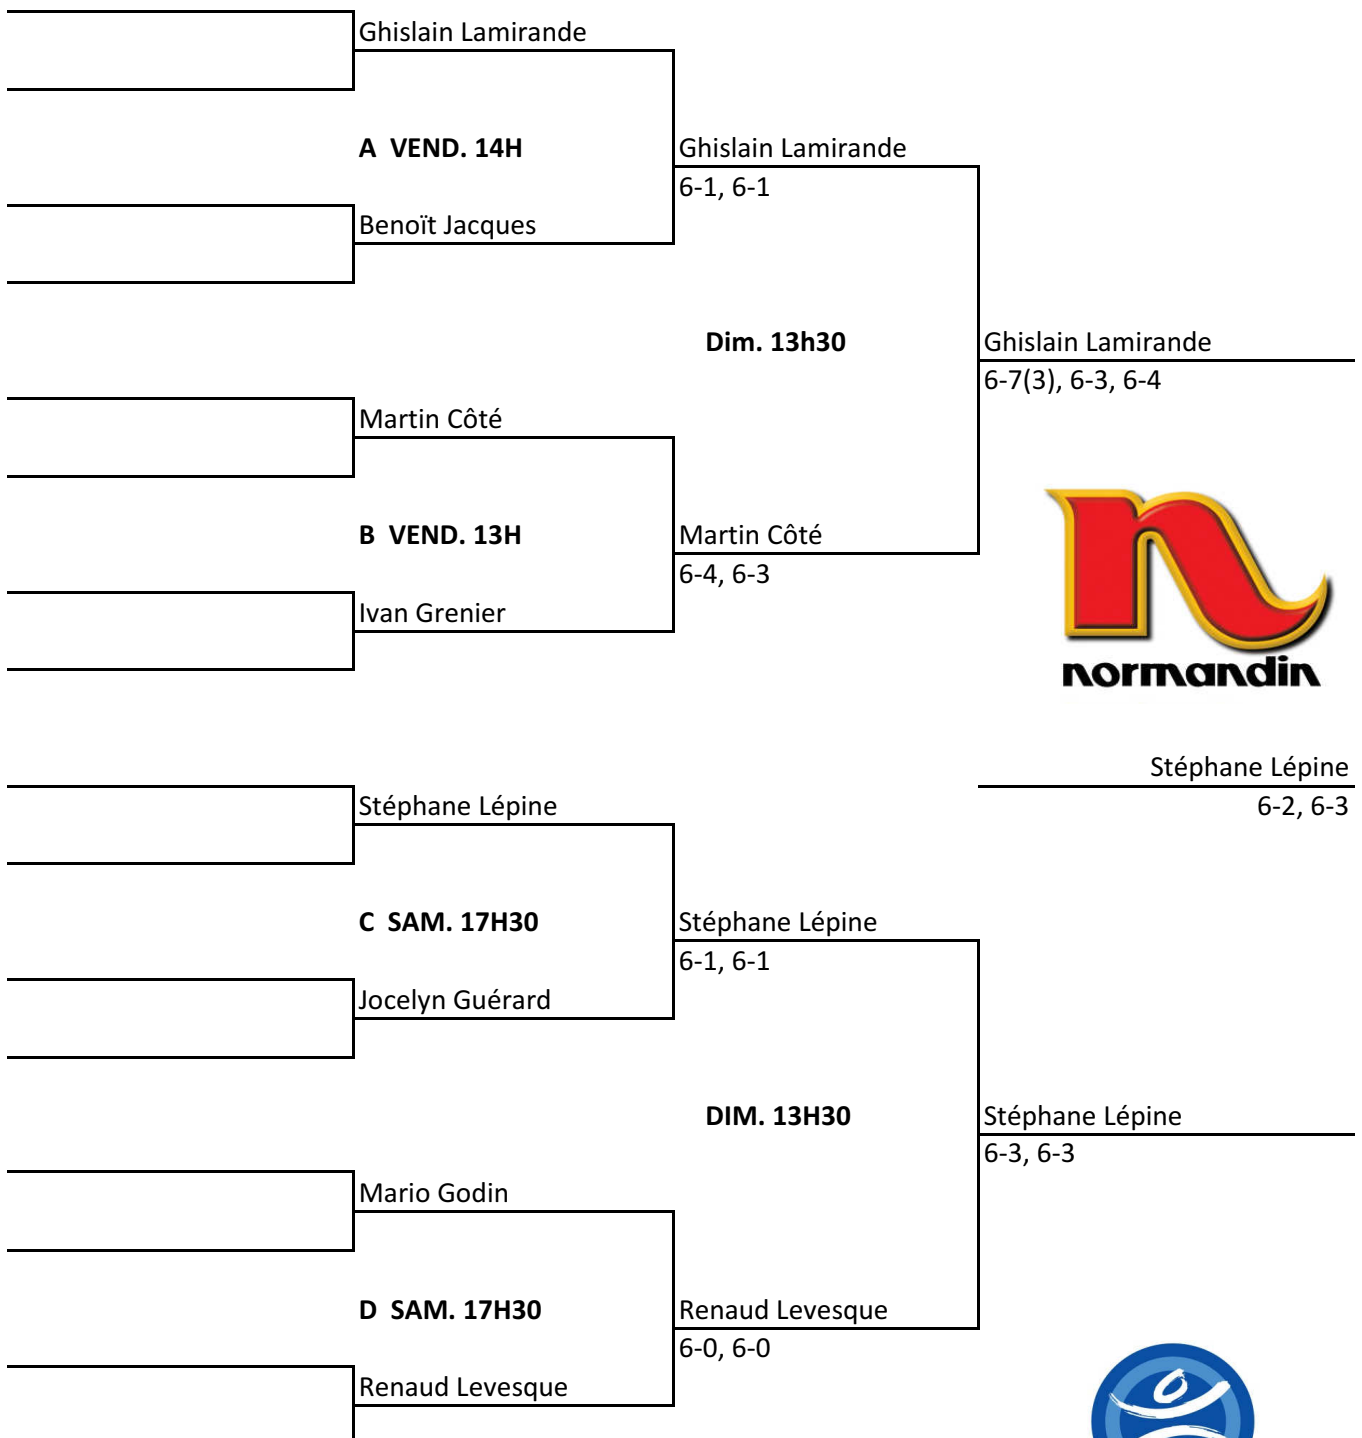 Ghislain Lamirande
A VEND. 14H
Ghislain Lamirande
6-1, 6-1
Benoït Jacques
Dim. 13h30
Ghislain Lamirande
6-7(3), 6-3, 6-4
Martin Côté
B VEND. 13H
Martin Côté
6-4, 6-3
Ivan Grenier
normandin
Stéphane Lépine
6-2, 6-3
Stéphane Lépine
C SAM. 17H30
Stéphane Lépine
6-1, 6-1
Jocelyn Guérard
DIM. 13H30
Stéphane Lépine
6-3, 6-3
Mario Godin
D SAM. 17H30
Renaud Levesque
6-0, 6-0
Renaud Levesque